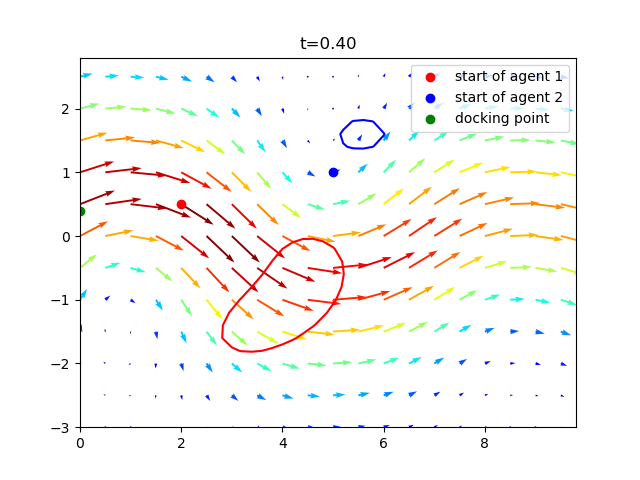 t=0.40
start of agent 1
start of agent 2
docking point
2
1
0
−1
−2
−3
0 2 4 6 8